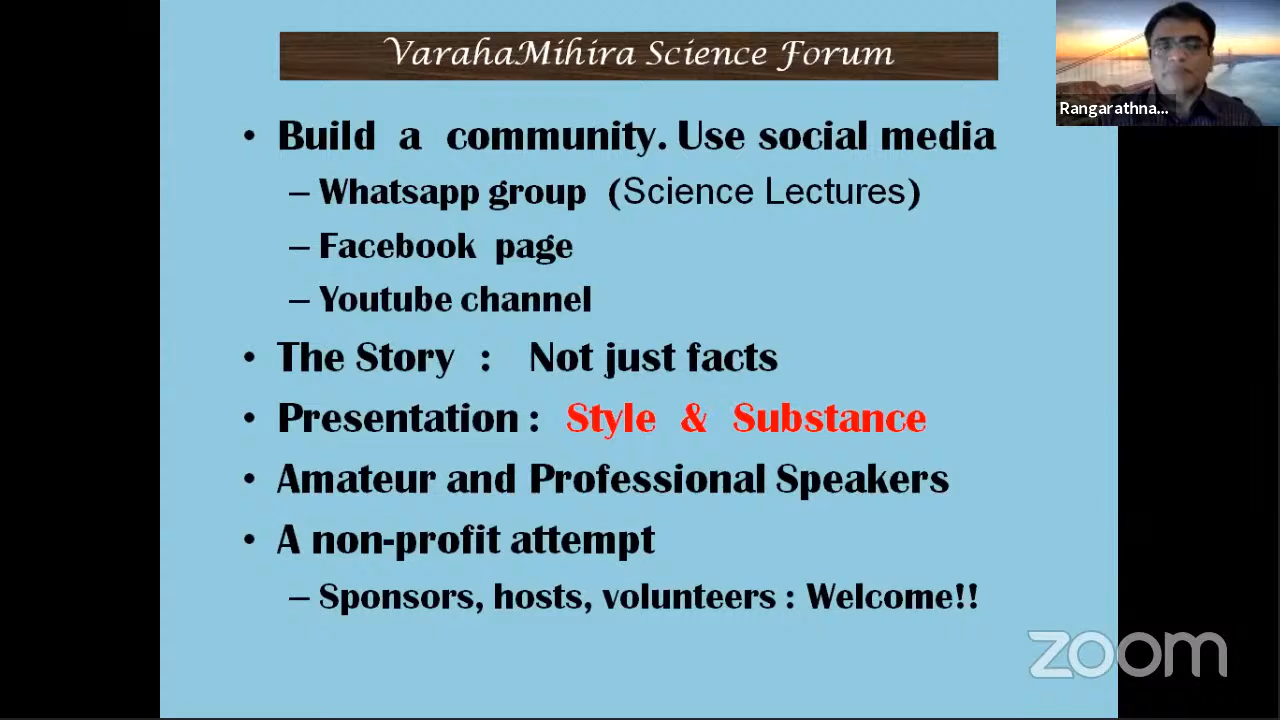 VarahaMihira Science Forum
Rangarathna...
• Build a community. Use social media
– Whatsapp group (Science Lectures)
– Facebook page
– Youtube channel
• The Story : Not just facts
• Presentation : Style & Substance
• Amateur and Professional Speakers
• A non-profit attempt
– Sponsors, hosts, volunteers : Welcome!!
zoom